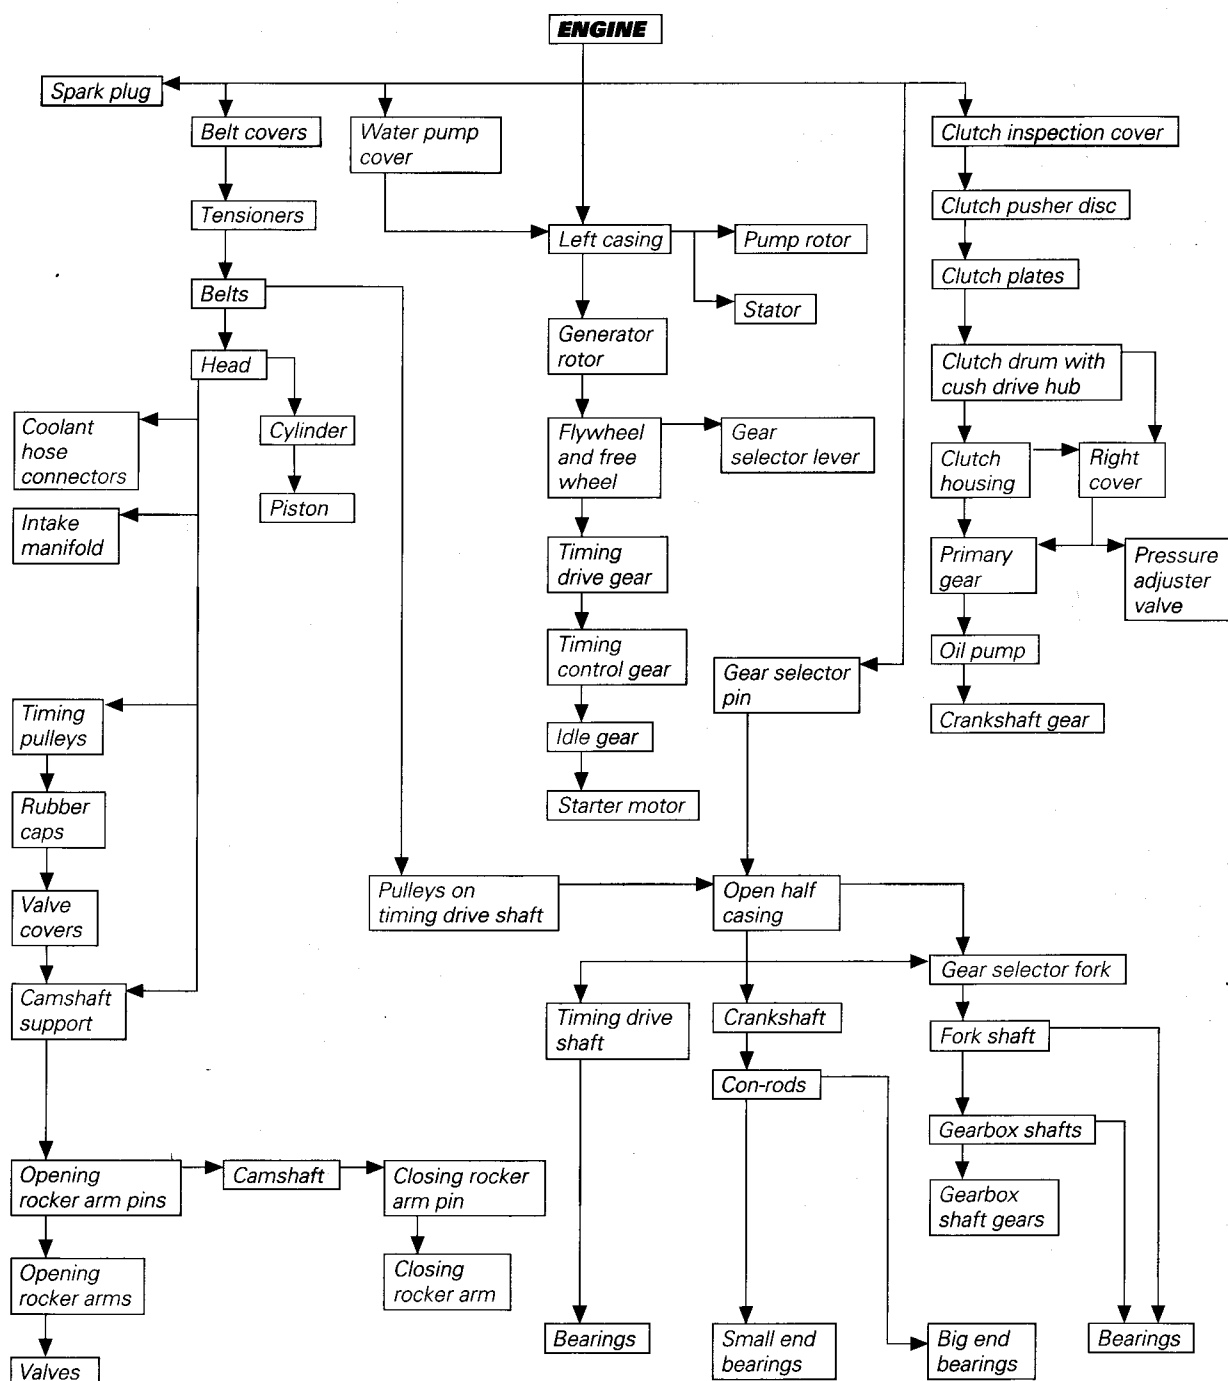 ENGINE
Spark plug
Belt covers
Water pump
cover
Clutch inspection cover
Tensioners
Left casing
Pump rotor
Clutch pusher disc
Belts
Stator
Clutch plates
Head
Generator
rotor
Clutch drum with
cush drive hub
Coolant
hose
connectors
Cylinder
Flywheel
and free
wheel
Gear
selector lever
Clutch
housing
Right
cover
Intake
manifold
Piston
Timing
drive gear
Primary
gear
Pressure
adjuster
valve
Timing
control gear
Gear selector
pin
Oil pump
Timing
pulleys
Idle gear
Crankshaft gear
Rubber
caps
Starter motor
Valve
covers
Pulleys on
timing drive shaft
Open half
casing
Camshaft
support
Gear selector fork
Timing drive
shaft
Crankshaft
Fork shaft
Con-rods
Gearbox shafts
Opening
rocker arm pins
Camshaft
Closing rocker
arm pin
Gearbox
shaft gears
Opening
rocker arms
Closing
rocker arm
Bearings
Small end
bearings
Big end
bearings
Bearings
Valves